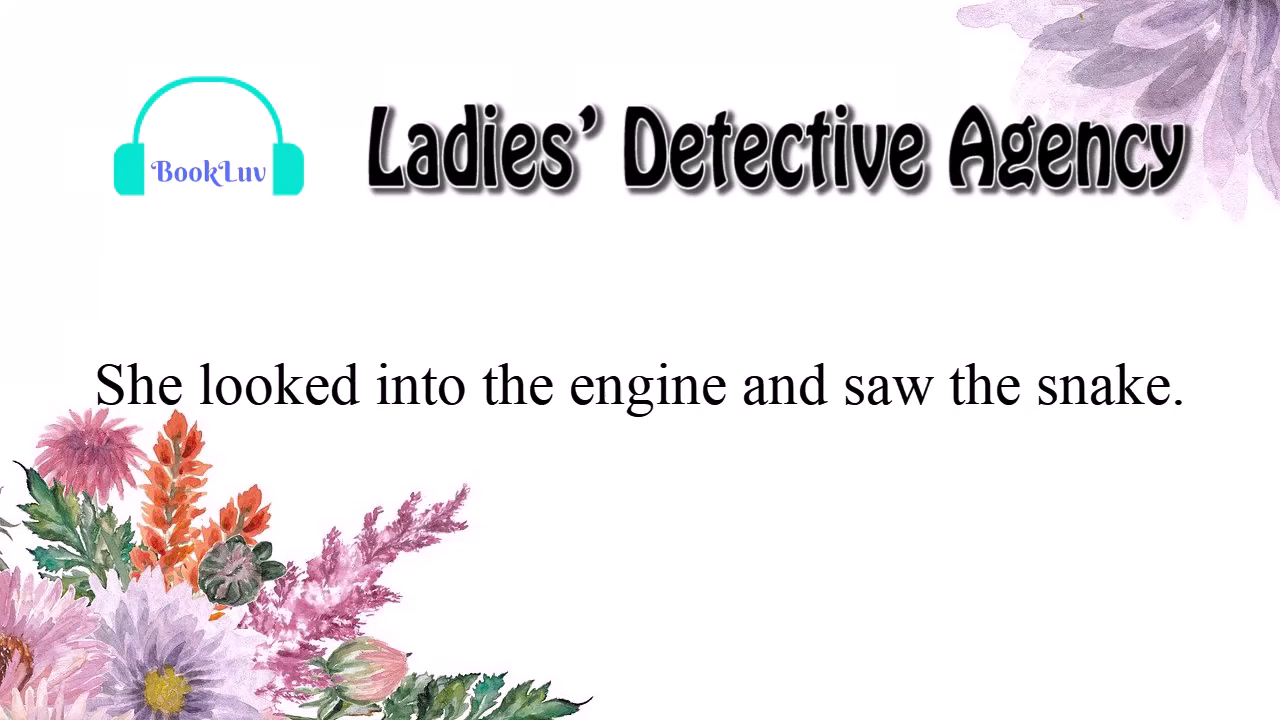 BookLuv
Ladies’ Detective Agency
She looked into the engine and saw the snake.